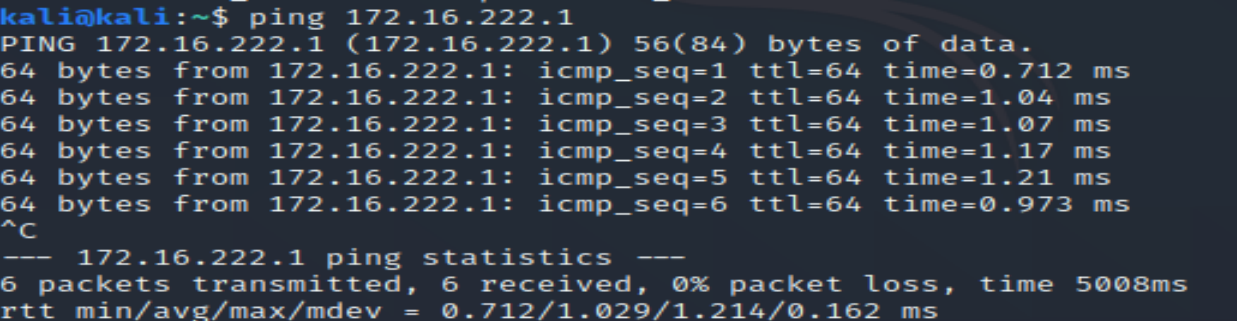 kali@kali:~$ ping 172.16.222.1
PING 172.16.222.1 (172.16.222.1) 56(84) bytes of data.
64 bytes from 172.16.222.1: icmp_seq=1 ttl=64 time=0.712 ms
64 bytes from 172.16.222.1: icmp_seq=2 ttl=64 time=1.04 ms
64 bytes from 172.16.222.1: icmp_seq=3 ttl=64 time=1.07 ms
64 bytes from 172.16.222.1: icmp_seq=4 ttl=64 time=1.17 ms
64 bytes from 172.16.222.1: icmp_seq=5 ttl=64 time=1.21 ms
64 bytes from 172.16.222.1: icmp_seq=6 ttl=64 time=0.973 ms
^C
--- 172.16.222.1 ping statistics ---
6 packets transmitted, 6 received, 0% packet loss, time 5008ms
rtt min/avg/max/mdev = 0.712/1.029/1.214/0.162 ms